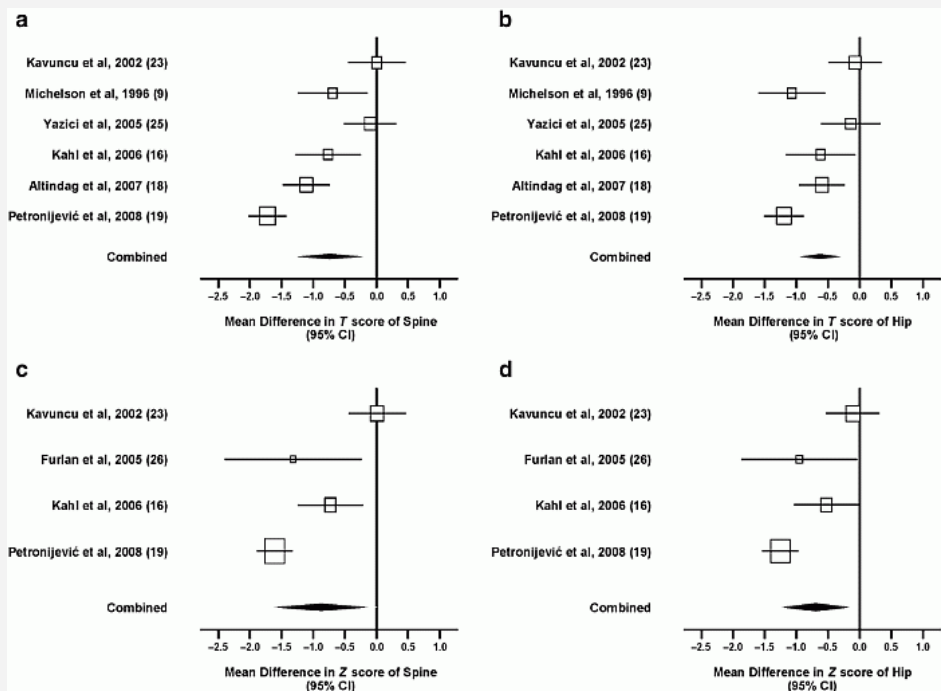 a
Kavuncu et al, 2002 (23)
Michelson et al, 1996 (9)
Yazici et al, 2005 (25)
Kahl et al, 2006 (16)
Altindag et al, 2007 (18)
Petronijević et al, 2008 (19)
Combined
−2.5 −2.0 −1.5 −1.0 −0.5 0.0 0.5 1.0
Mean Difference in T score of Spine
(95% CI)
b
Kavuncu et al, 2002 (23)
Michelson et al, 1996 (9)
Yazici et al, 2005 (25)
Kahl et al, 2006 (16)
Altindag et al, 2007 (18)
Petronijević et al, 2008 (19)
Combined
−2.5 −2.0 −1.5 −1.0 −0.5 0.0 0.5 1.0
Mean Difference in T score of Hip
(95% CI)
c
Kavuncu et al, 2002 (23)
Furlan et al, 2005 (26)
Kahl et al, 2006 (16)
Petronijević et al, 2008 (19)
Combined
−2.5 −2.0 −1.5 −1.0 −0.5 0.0 0.5 1.0
Mean Difference in Z score of Spine
(95% CI)
d
Kavuncu et al, 2002 (23)
Furlan et al, 2005 (26)
Kahl et al, 2006 (16)
Petronijević et al, 2008 (19)
Combined
−2.5 −2.0 −1.5 −1.0 −0.5 0.0 0.5 1.0
Mean Difference in Z score of Hip
(95% CI)